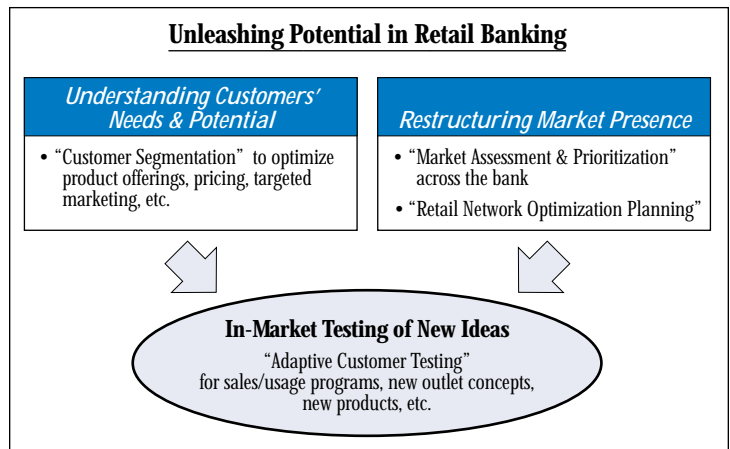 Unleashing Potential in Retail Banking
Understanding Customers’
Needs & Potential
• “Customer Segmentation” to optimize
product offerings, pricing, targeted
marketing, etc.
Restructuring Market Presence
• “Market Assessment & Prioritization”
across the bank
• “Retail Network Optimization Planning”
In-Market Testing of New Ideas
“Adaptive Customer Testing”
for sales/usage programs, new outlet concepts,
new products, etc.